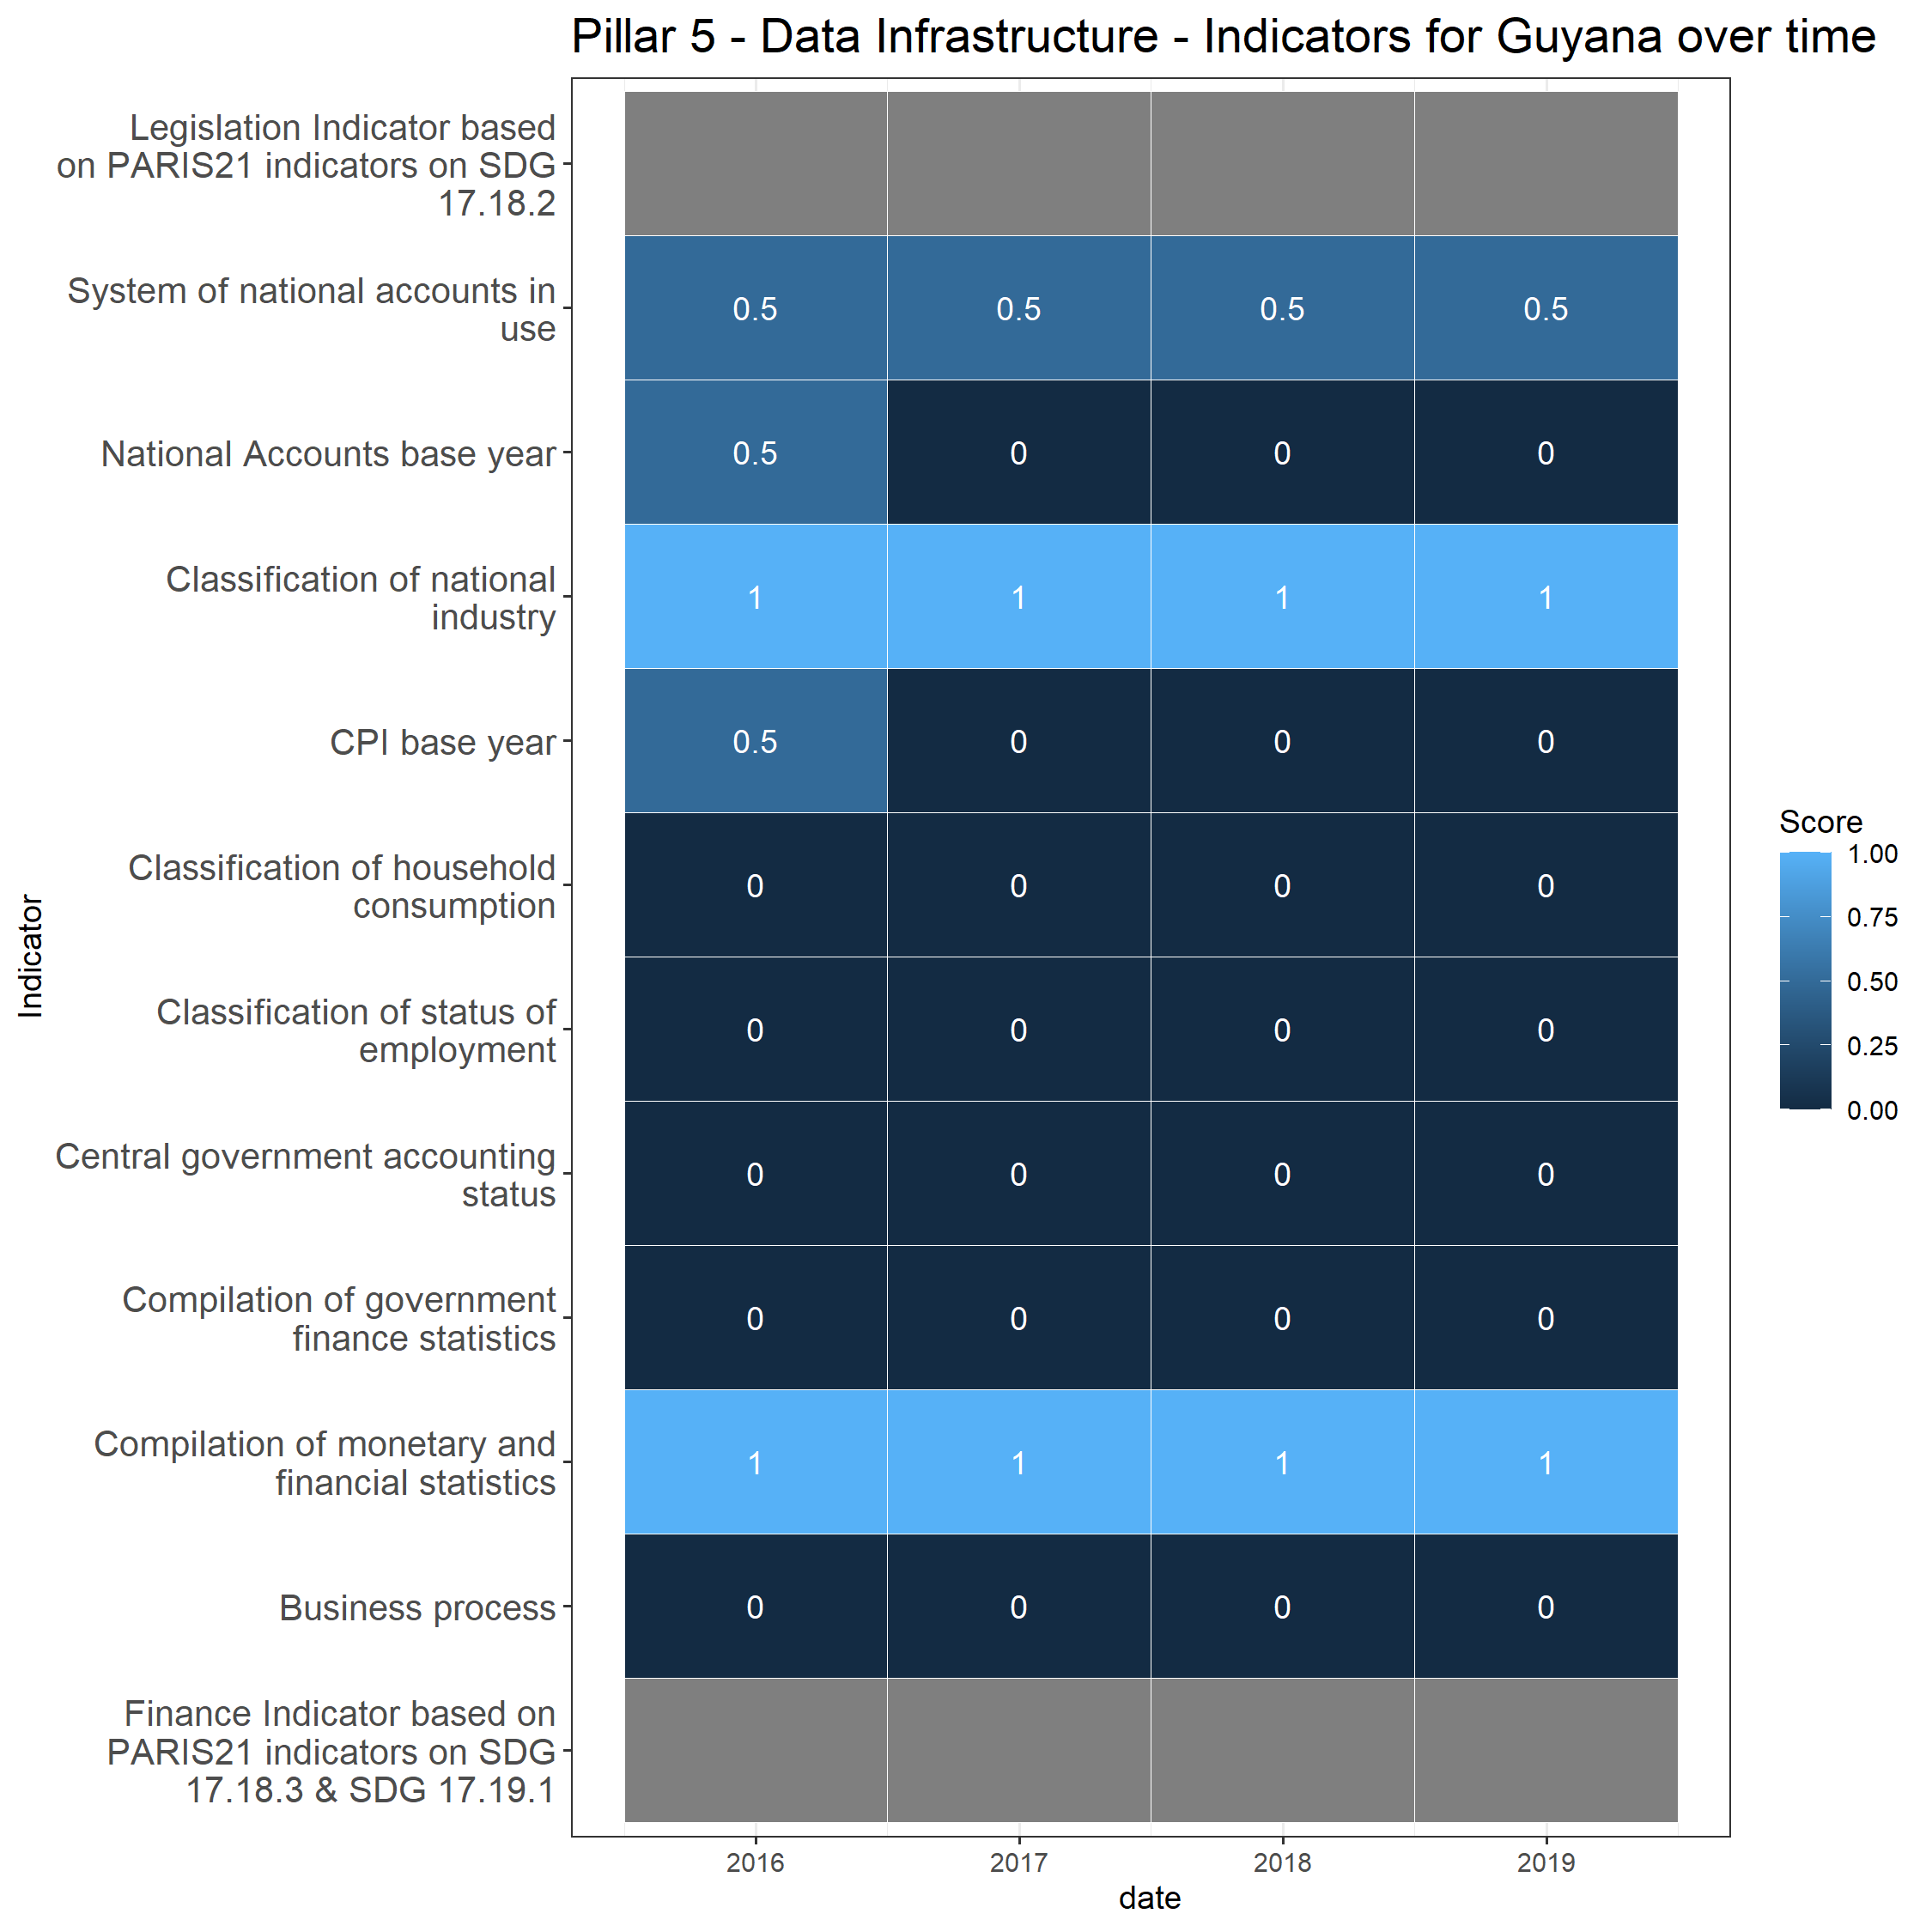 Pillar 5 - Data Infrastructure - Indicators for Guyana over time
Indicator
Legislation Indicator based
on PARIS21 indicators on SDG
17.18.2
System of national accounts in
use
0.5 0.5 0.5 0.5
National Accounts base year
0.5 0 0 0
Classification of national
industry
1 1 1 1
CPI base year
0.5 0 0 0
Classification of household
consumption
0 0 0 0
Classification of status of
employment
0 0 0 0
Central government accounting
status
0 0 0 0
Compilation of government
finance statistics
0 0 0 0
Compilation of monetary and
financial statistics
1 1 1 1
Business process
0 0 0 0
Finance Indicator based on
PARIS21 indicators on SDG
17.18.3 & SDG 17.19.1
2016 2017 2018 2019
date
Score
1.00
0.75
0.50
0.25
0.00